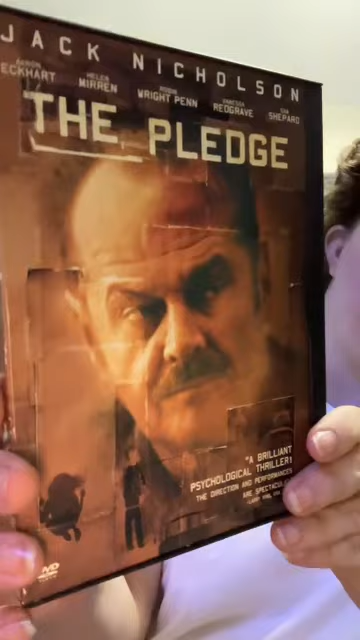 JACK NICHOLSON
AARON HELEN ROBIN VANESSA SAM
ECKHART MIRREN WRIGHT PENN REDGRAVE SHEPARD
THE PLEDGE
"A BRILLIANT
PSYCHOLOGICAL THRILLER!
THE DIRECTION AND PERFORMANCES
ARE SPECTACULAR
DVD